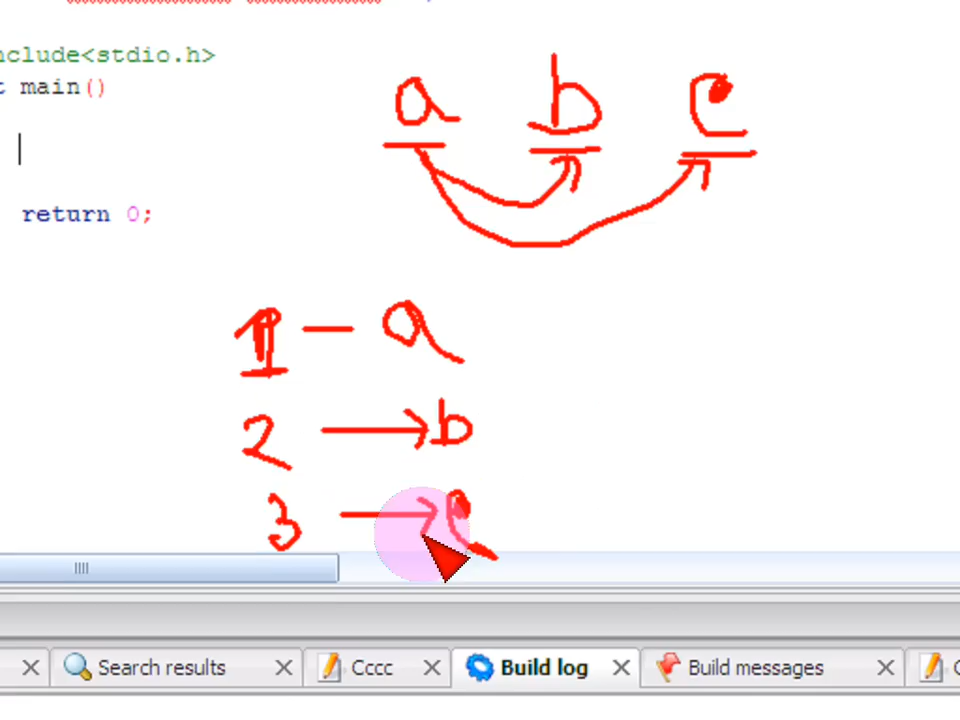 nclude<stdio.h>
t main()
return 0;
a b c
1 - a
2 → b
3 → c
Search results Cccc Build log Build messages C